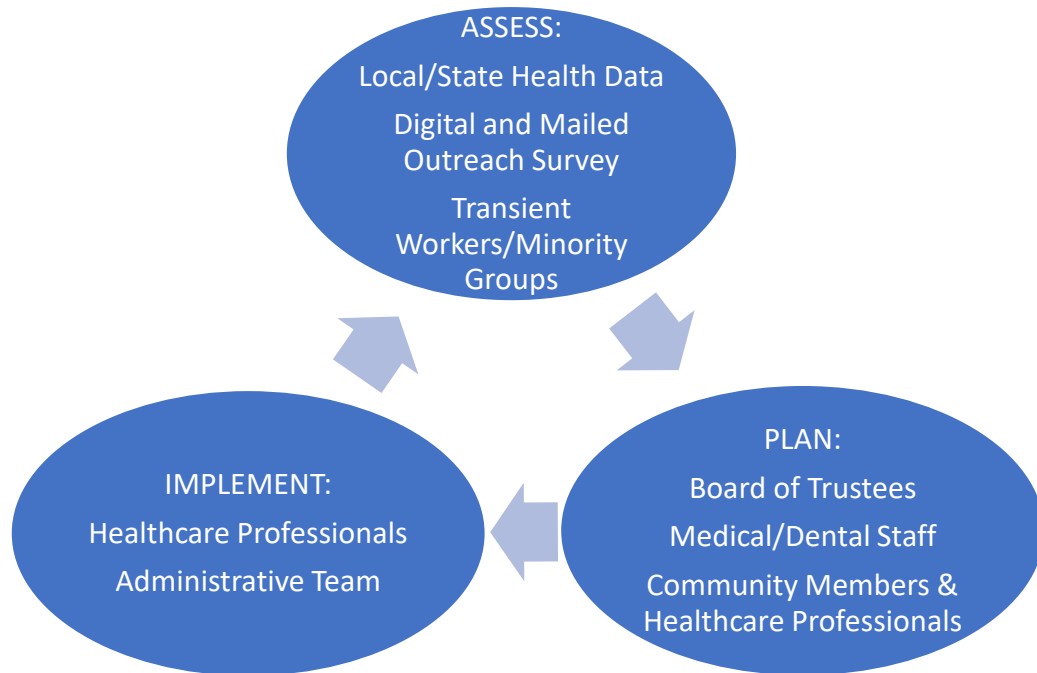 ASSESS:
Local/State Health Data
Digital and Mailed
Outreach Survey
Transient
Workers/Minority
Groups
PLAN:
Board of Trustees
Medical/Dental Staff
Community Members &
Healthcare Professionals
IMPLEMENT:
Healthcare Professionals
Administrative Team